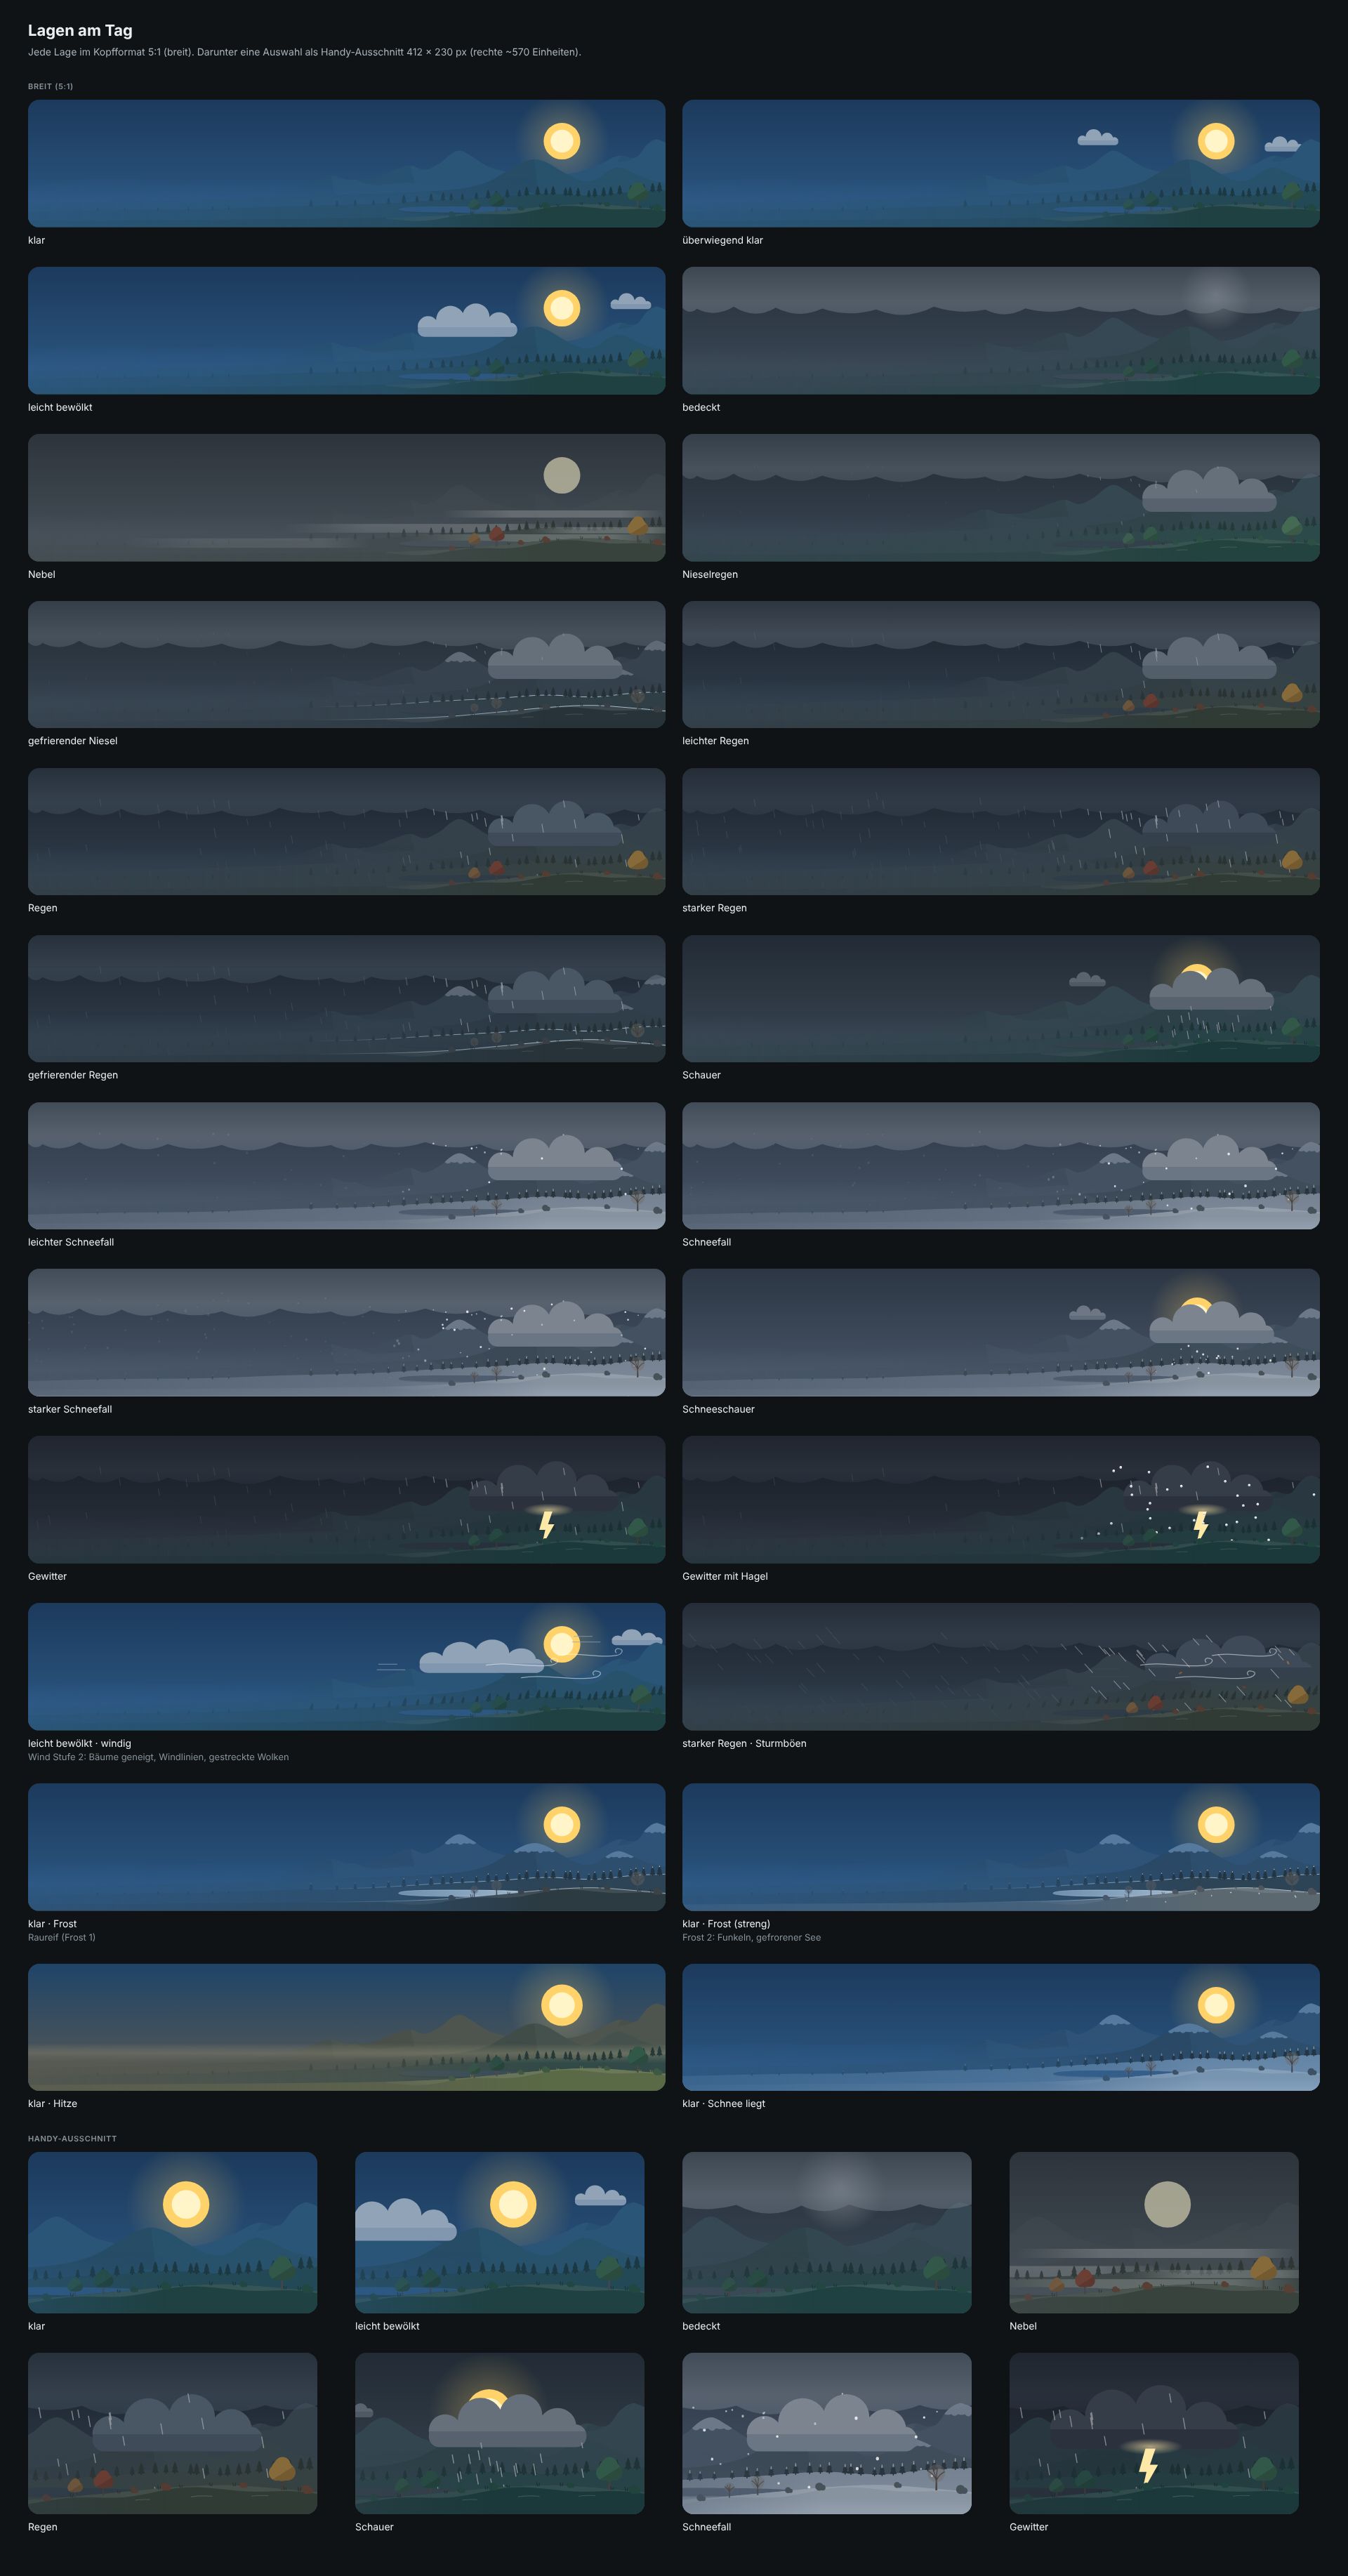 Lagen am Tag
Jede Lage im Kopfformat 5:1 (breit). Darunter eine Auswahl als Handy-Ausschnitt 412 × 230 px (rechte ~570 Einheiten).
BREIT (5:1)
klar
überwiegend klar
leicht bewölkt
bedeckt
Nebel
Nieselregen
gefrierender Niesel
leichter Regen
Regen
starker Regen
gefrierender Regen
Schauer
leichter Schneefall
Schneefall
starker Schneefall
Schneeschauer
Gewitter
Gewitter mit Hagel
leicht bewölkt · windig
Wind Stufe 2: Bäume geneigt, Windlinien, gestreckte Wolken
starker Regen · Sturmböen
klar · Frost
Raureif (Frost 1)
klar · Frost (streng)
Frost 2: Funkeln, gefrorener See
klar · Hitze
klar · Schnee liegt
HANDY-AUSSCHNITT
klar
leicht bewölkt
bedeckt
Nebel
Regen
Schauer
Schneefall
Gewitter